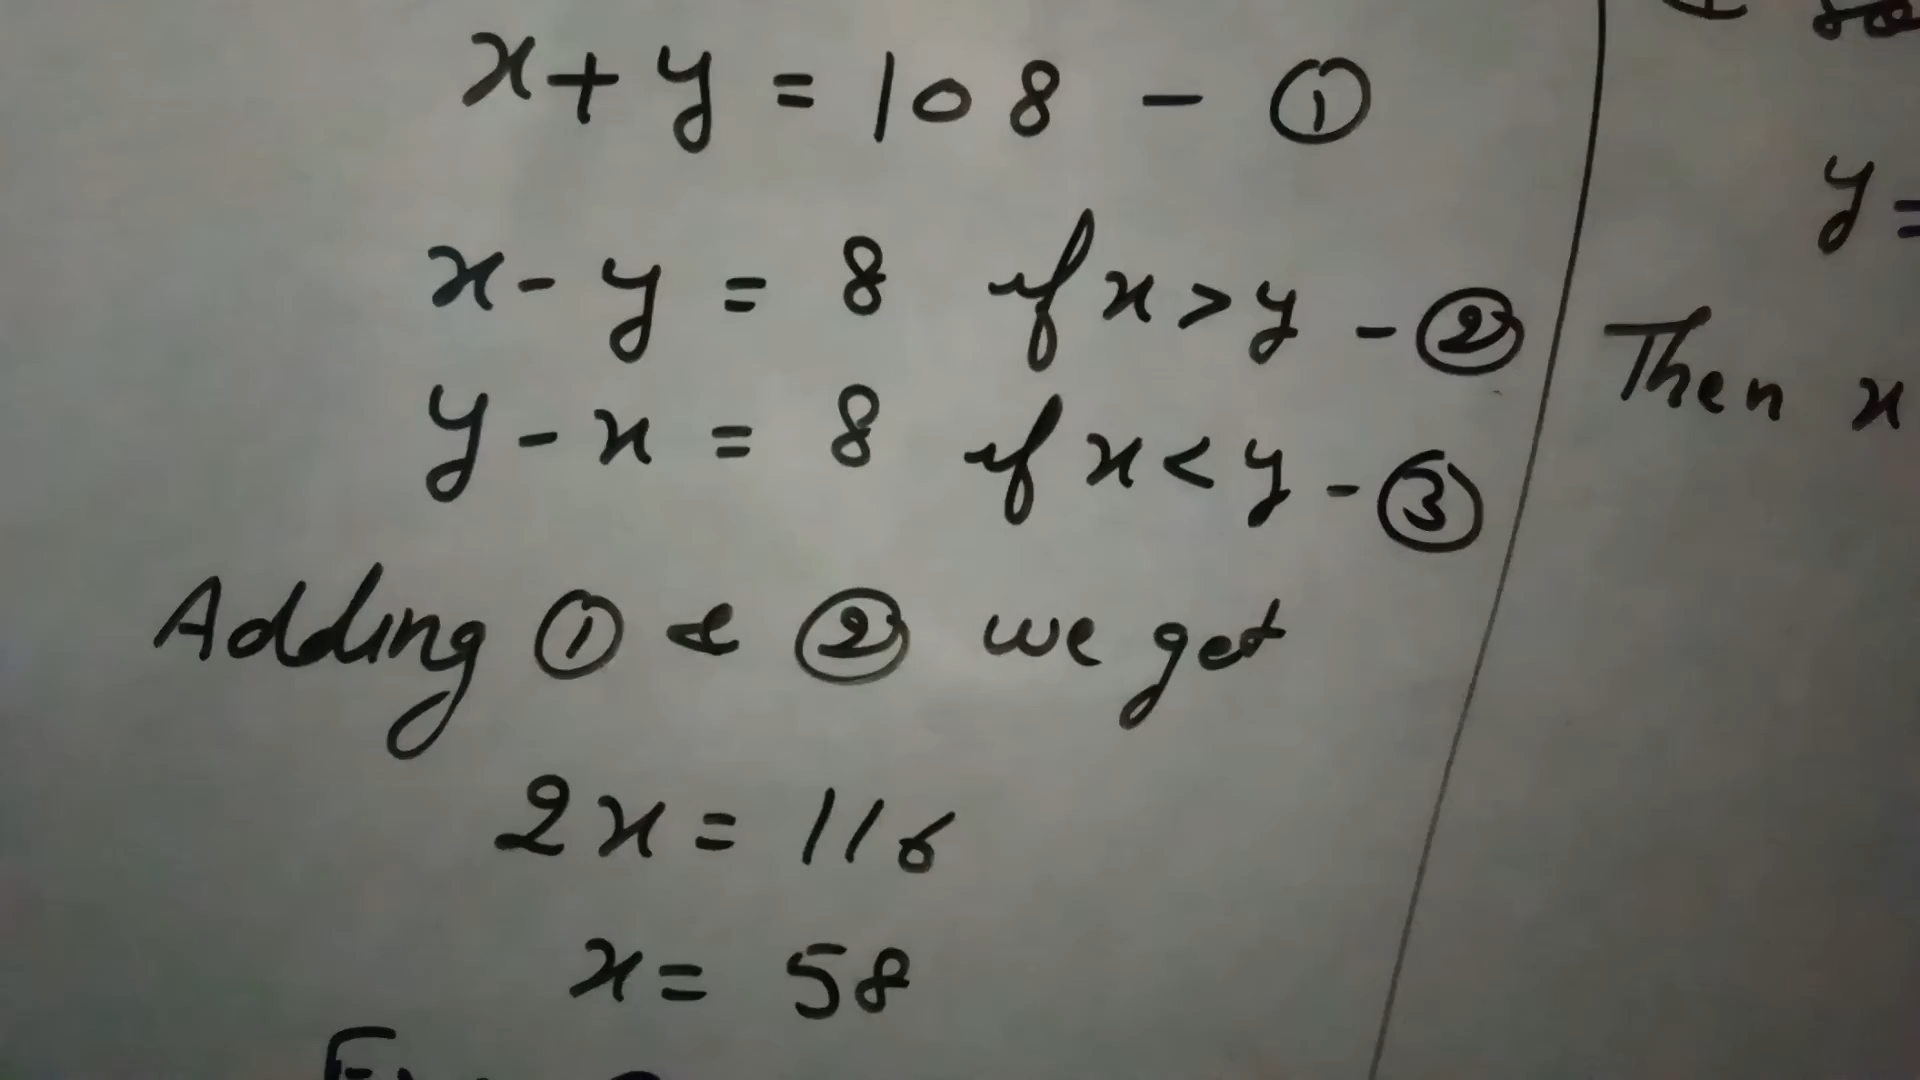 x + y = 108 - ①
x - y = 8 if x > y - ②
y - x = 8 if x < y - ③
Adding ① & ② we get
2x = 116
x = 58
y =
Then x